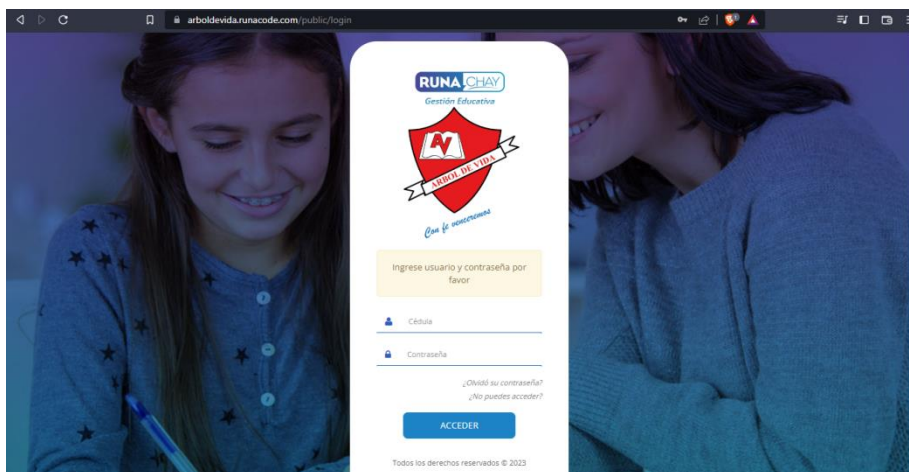 arboldevida.runacode.com/public/login
RUNA CHAY
Gestión Educativa
AV
ARBOL DE VIDA
Con fe venceremos
Ingrese usuario y contraseña por
favor
Cédula
Contraseña
¿Olvidó su contraseña?
¿No puedes acceder?
ACCEDER
Todos los derechos reservados © 2023